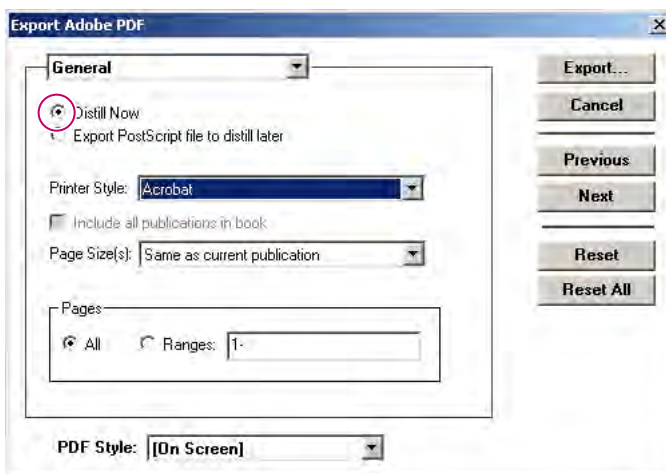 Export Adobe PDF
General
Distill Now
Export PostScript file to distill later
Printer Style: Acrobat
Include all publications in book
Page Size(s): Same as current publication
Pages
All Ranges: 1-
PDF Style: [On Screen]
Export...
Cancel
Previous
Next
Reset
Reset All